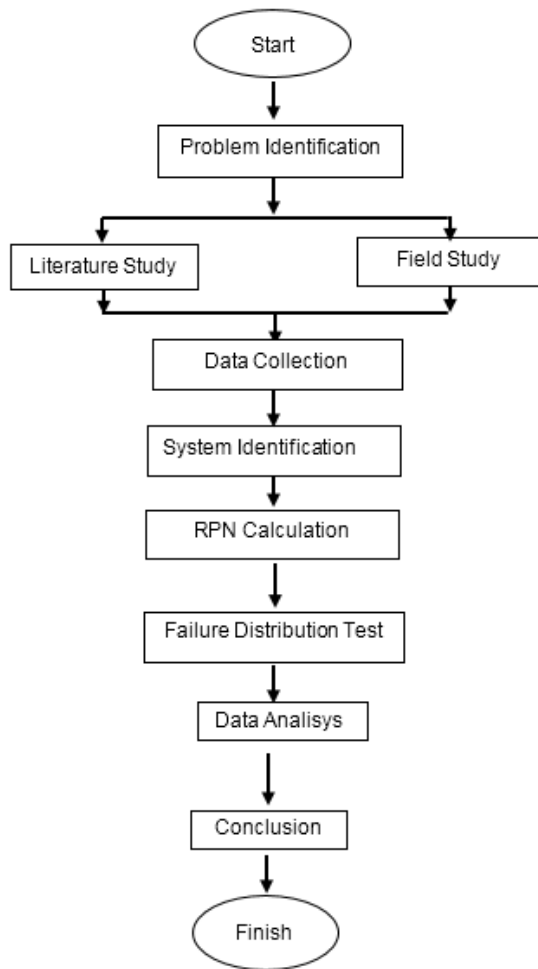 Start
Problem Identification
Literature Study
Field Study
Data Collection
System Identification
RPN Calculation
Failure Distribution Test
Data Analisys
Conclusion
Finish